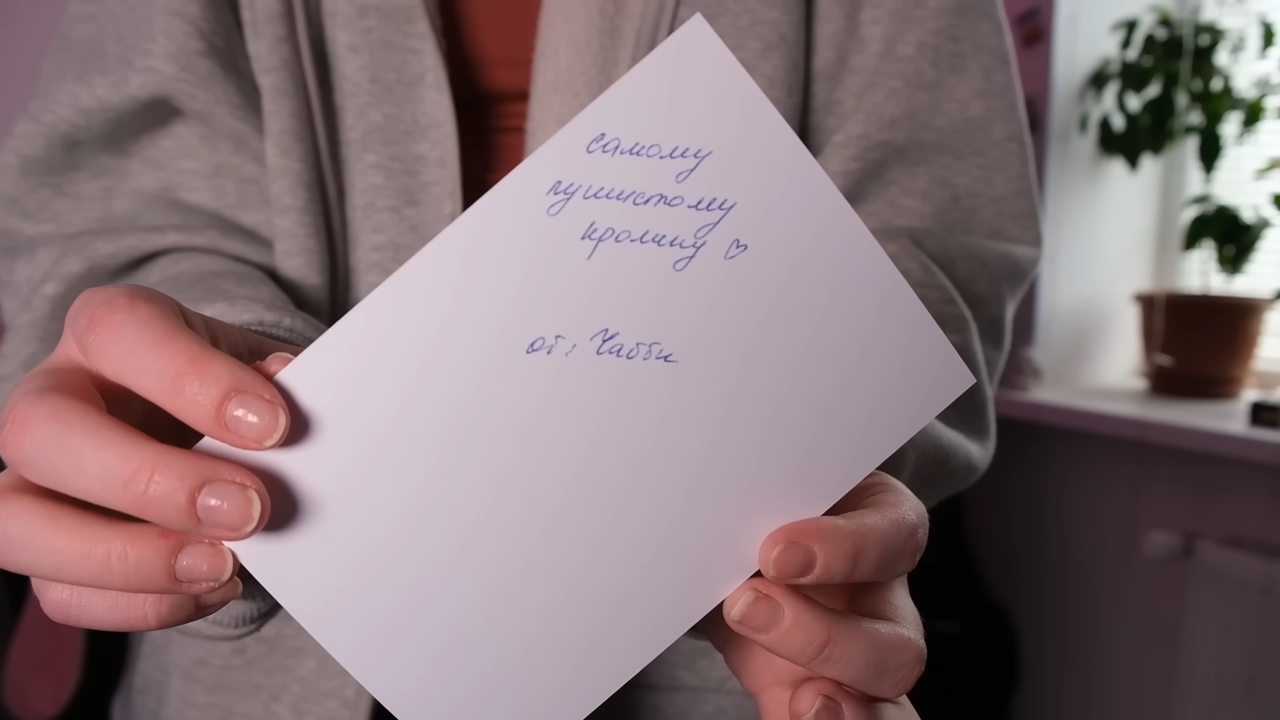 самому
пушистому
кролику ♡
от: Чабби